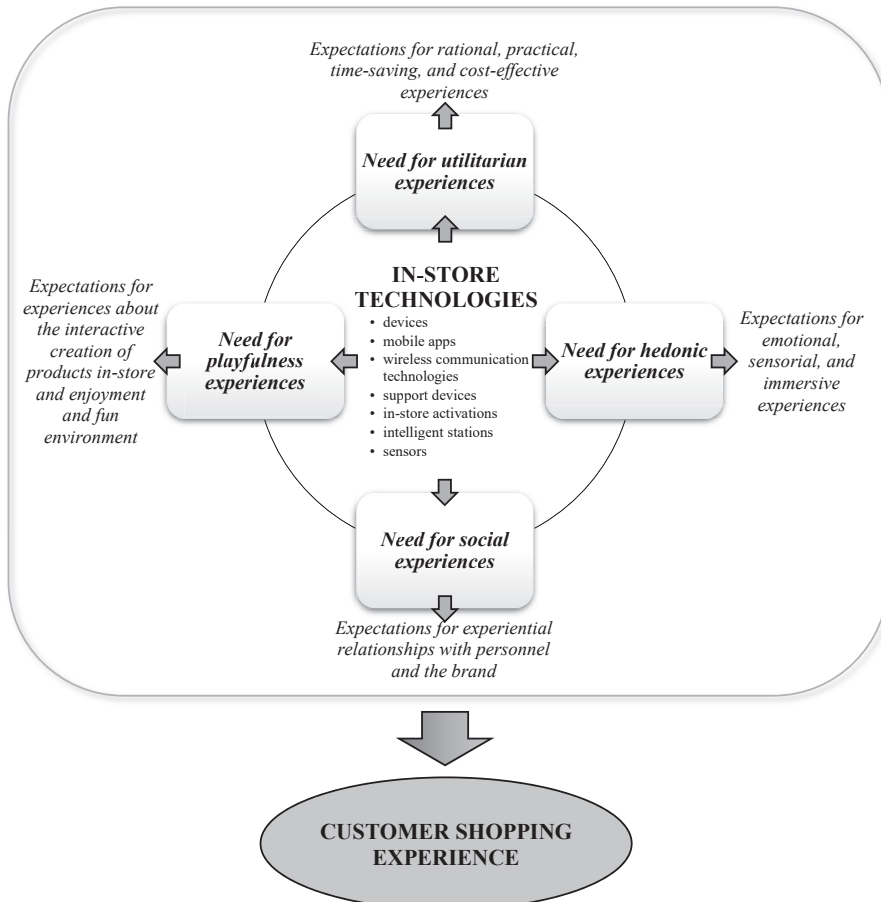 Expectations for rational, practical,
time-saving, and cost-effective
experiences
Need for utilitarian
experiences
Expectations for
experiences about
the interactive
creation of
products in-store
and enjoyment
and fun
environment
Need for
playfulness
experiences
IN-STORE
TECHNOLOGIES
• devices
• mobile apps
• wireless communication
technologies
• support devices
• in-store activations
• intelligent stations
• sensors
Need for hedonic
experiences
Expectations for
emotional,
sensorial, and
immersive
experiences
Need for social
experiences
Expectations for experiential
relationships with personnel
and the brand
CUSTOMER SHOPPING
EXPERIENCE